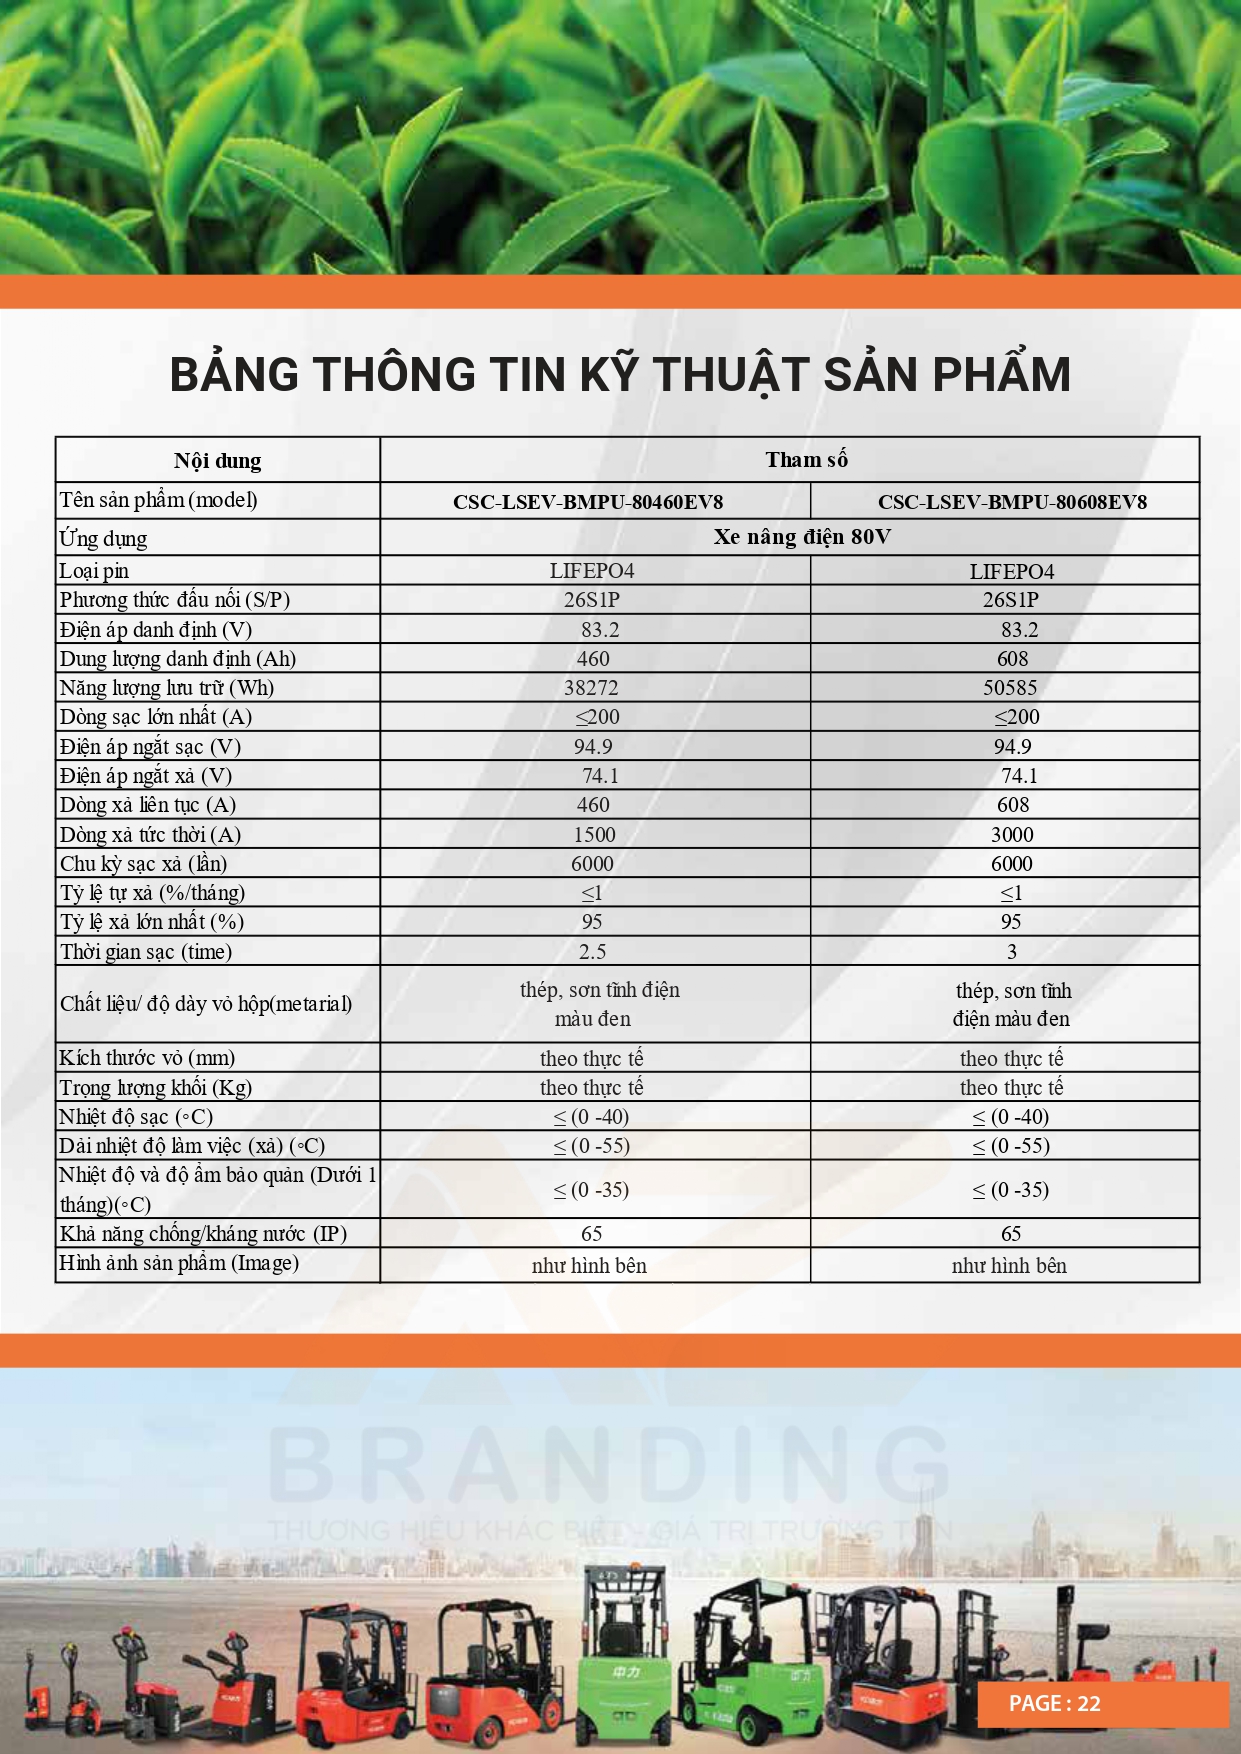 BẢNG THÔNG TIN KỸ THUẬT SẢN PHẨM
Nội dung Tham số
Tên sản phẩm (model) CSC-LSEV-BMPU-80460EV8 CSC-LSEV-BMPU-80608EV8
Ứng dụng Xe nâng điện 80V
Loại pin LIFEPO4 LIFEPO4
Phương thức đấu nối (S/P) 26S1P 26S1P
Điện áp danh định (V) 83.2 83.2
Dung lượng danh định (Ah) 460 608
Năng lượng lưu trữ (Wh) 38272 50585
Dòng sạc lớn nhất (A) ≤200 ≤200
Điện áp ngắt sạc (V) 94.9 94.9
Điện áp ngắt xả (V) 74.1 74.1
Dòng xả liên tục (A) 460 608
Dòng xả tức thời (A) 1500 3000
Chu kỳ sạc xả (lần) 6000 6000
Tỷ lệ tự xả (%/tháng) ≤1 ≤1
Tỷ lệ xả lớn nhất (%) 95 95
Thời gian sạc (time) 2.5 3
Chất liệu/ độ dày vỏ hộp(metarial) thép, sơn tĩnh điện màu đen thép, sơn tĩnh điện màu đen
Kích thước vỏ (mm) theo thực tế theo thực tế
Trọng lượng khối (Kg) theo thực tế theo thực tế
Nhiệt độ sạc (◦C) ≤ (0 -40) ≤ (0 -40)
Dải nhiệt độ làm việc (xả) (◦C) ≤ (0 -55) ≤ (0 -55)
Nhiệt độ và độ ẩm bảo quản (Dưới 1
tháng)(◦C) ≤ (0 -35) ≤ (0 -35)
Khả năng chống/kháng nước (IP) 65 65
Hình ảnh sản phẩm (Image) như hình bên như hình bên
BRANDING
THƯƠNG HIỆU KHÁC BIỆT - GIÁ TRỊ TRƯỜNG TỒN
中力
中力
PAGE : 22